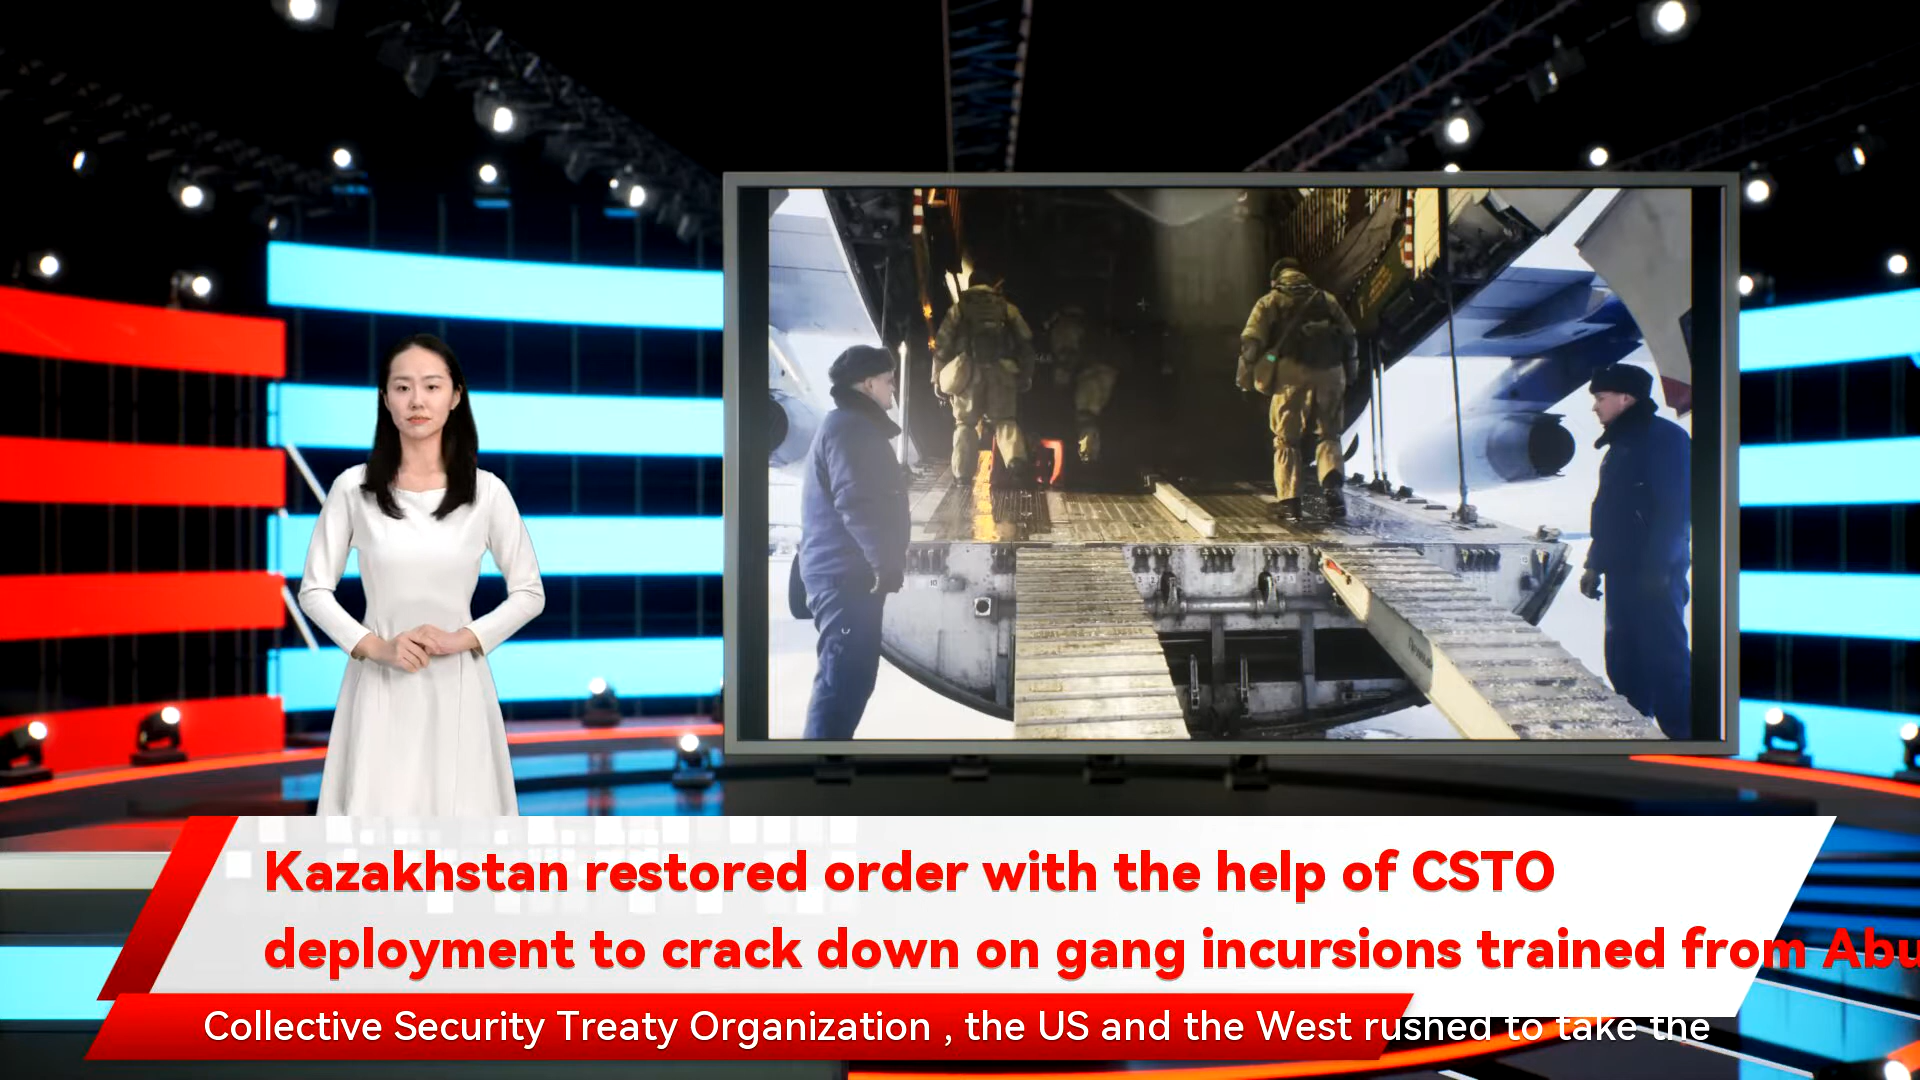 Kazakhstan restored order with the help of CSTO
deployment to crack down on gang incursions trained from Abu
Collective Security Treaty Organization , the US and the West rushed to take the